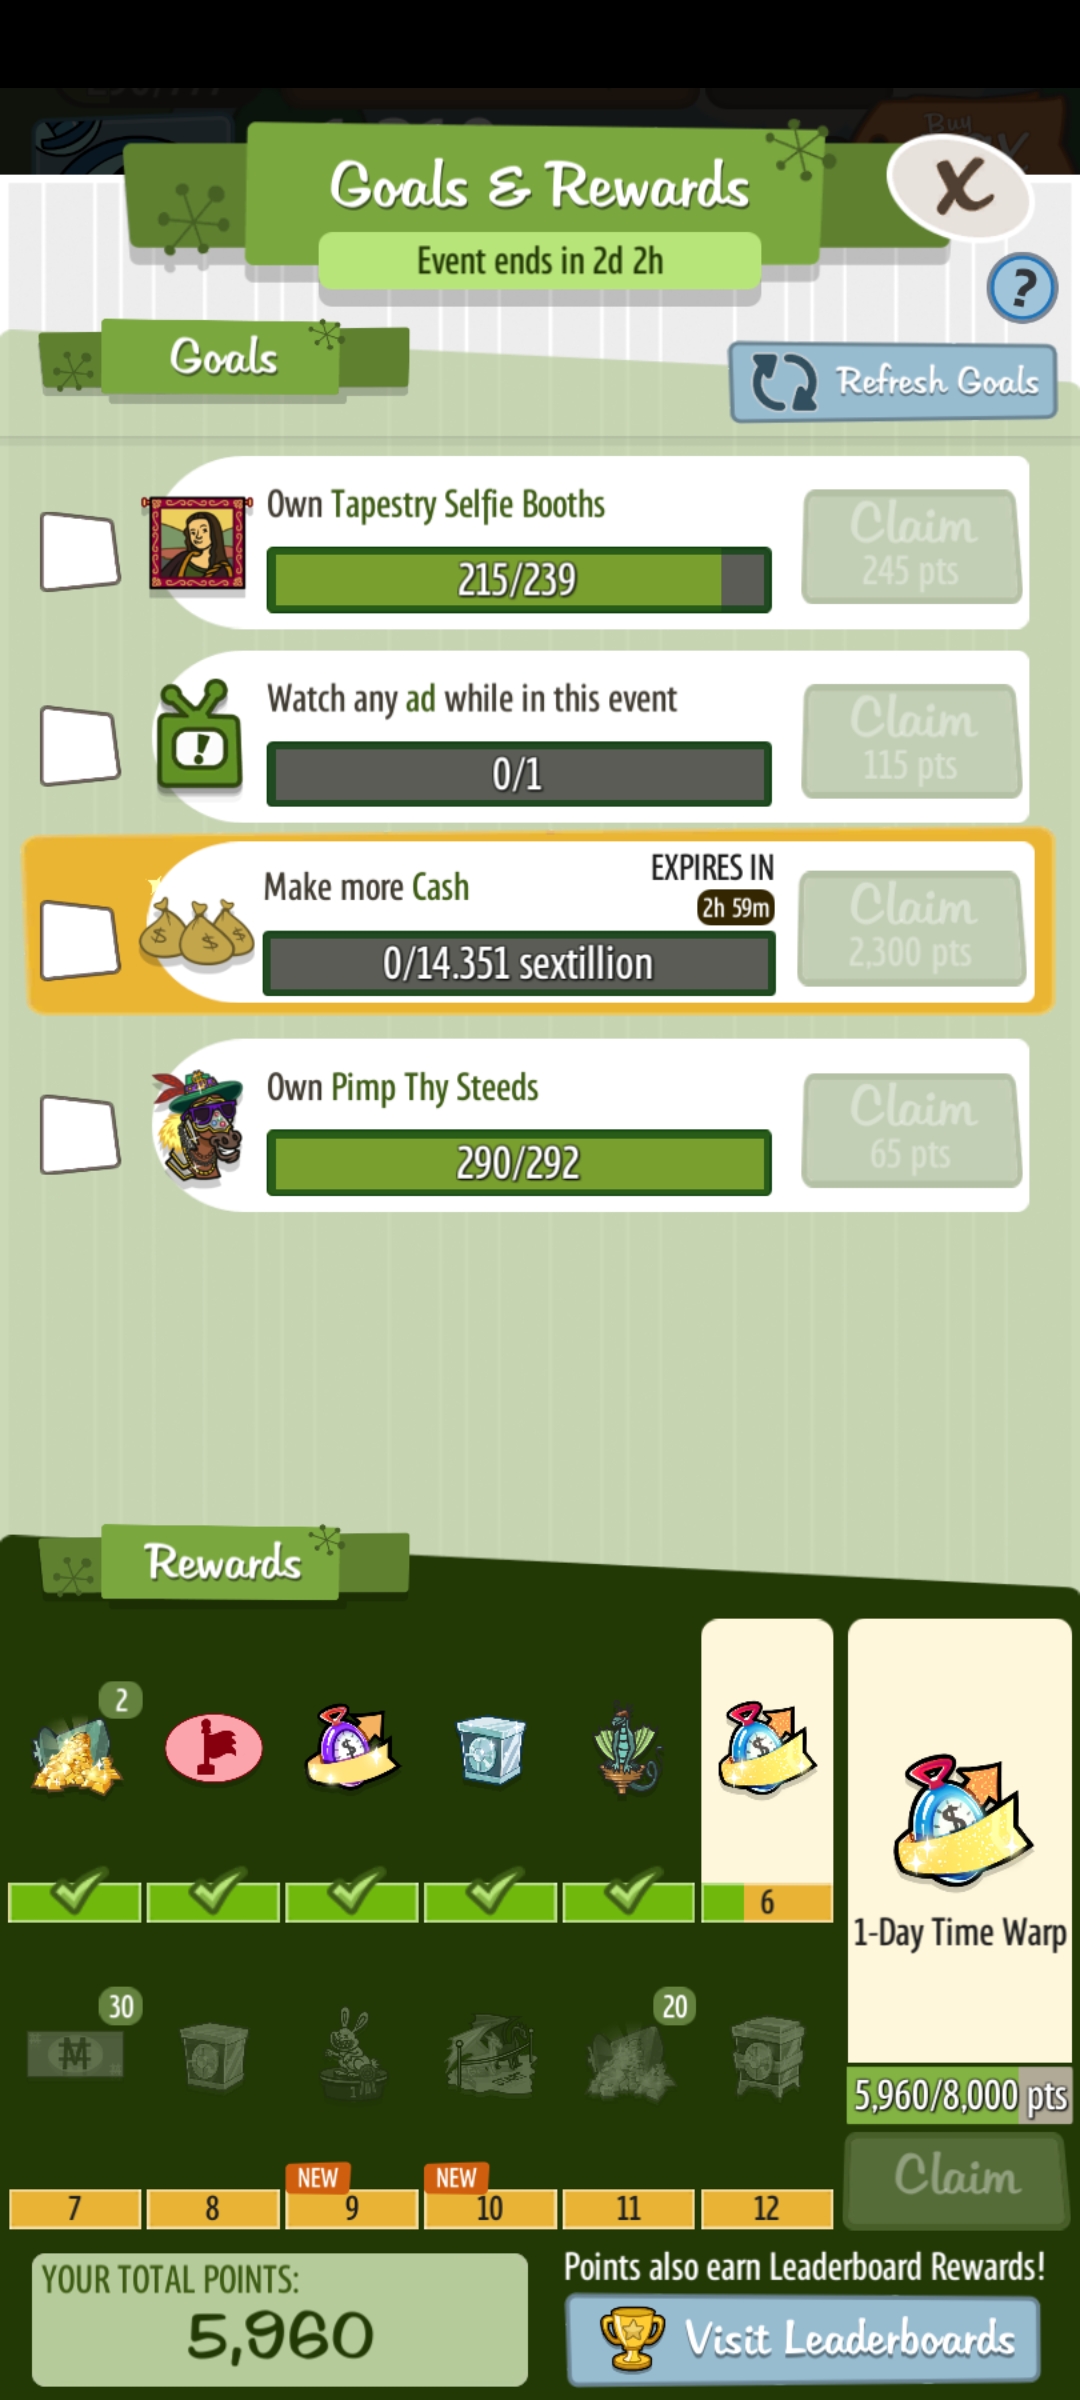 Buy
Goals & Rewards
X
Event ends in 2d 2h
?
Goals
Refresh Goals
Own Tapestry Selfie Booths
215/239
Claim
245 pts
Watch any ad while in this event
0/1
Claim
115 pts
Make more Cash
EXPIRES IN
2h 59m
0/14.351 sextillion
Claim
2,300 pts
Own Pimp Thy Steeds
290/292
Claim
65 pts
Rewards
2
6
1-Day Time Warp
30
20
5,960/8,000 pts
Claim
NEW
NEW
7
8
9
10
11
12
YOUR TOTAL POINTS:
5,960
Points also earn Leaderboard Rewards!
Visit Leaderboards